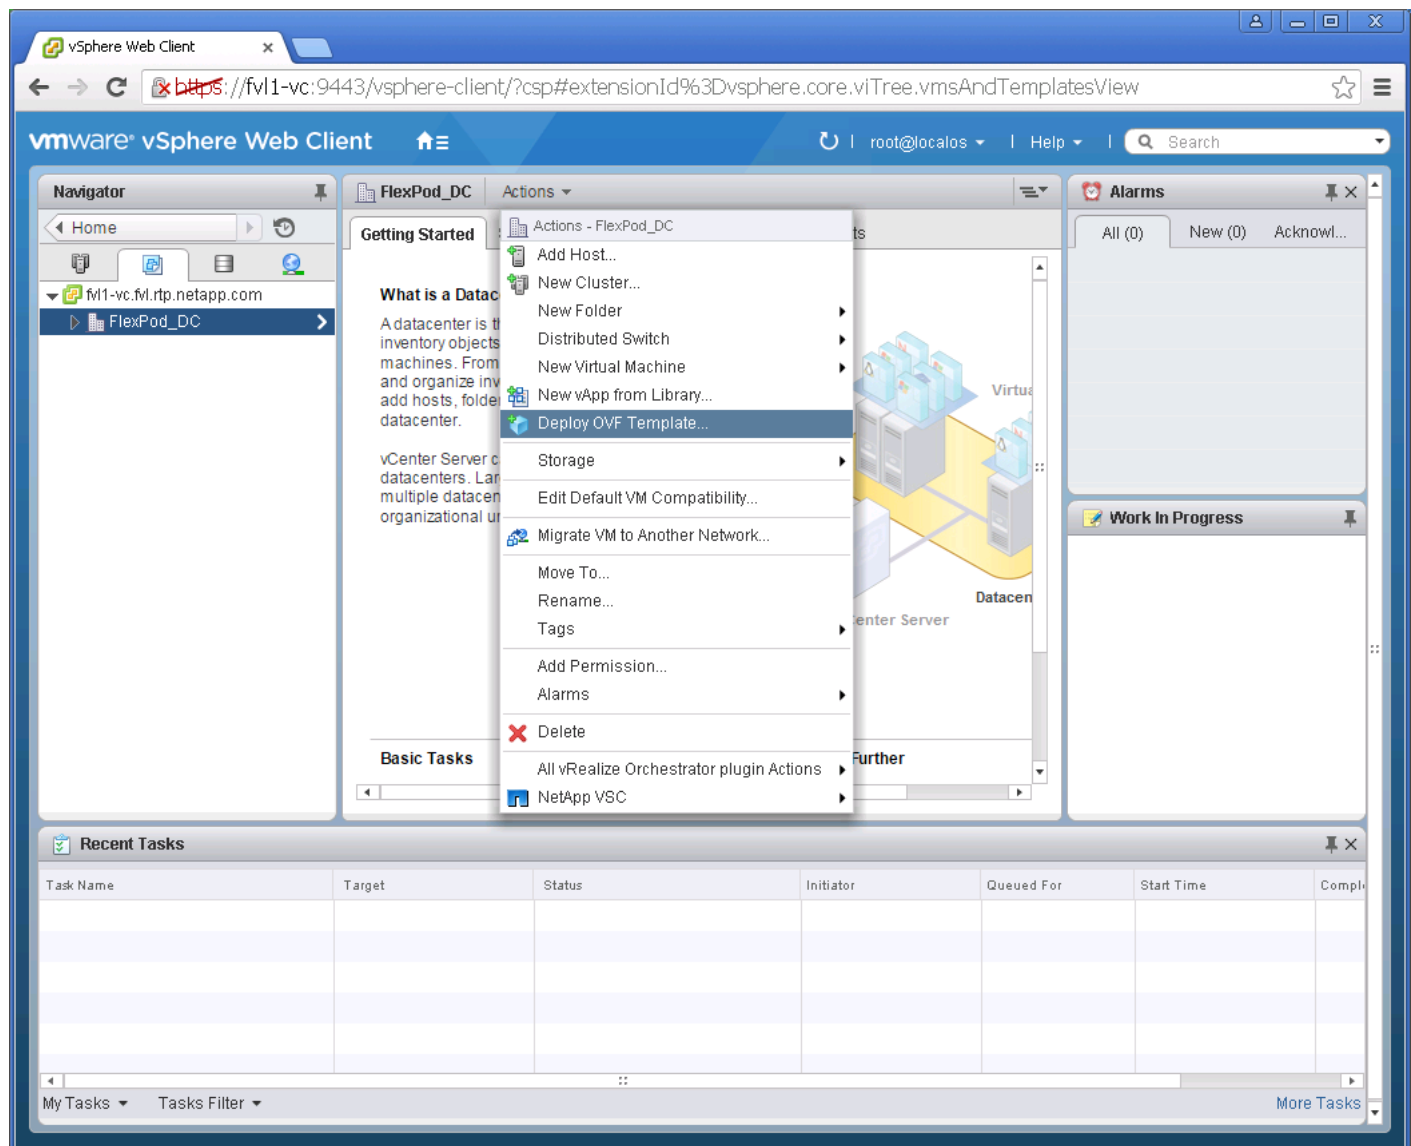 vSphere Web Client
https://fvl1-vc:9443/vsphere-client/?csp#extensionId%3Dvsphere.core.viTree.vmsAndTemplatesView
vmware® vSphere Web Client
root@localos
Help
Search
Navigator
Home
fvl1-vc.fvl.rtp.netapp.com
FlexPod_DC
FlexPod_DC
Actions
Getting Started
ts
What is a Datac
A datacenter is th
inventory objects
machines. From
and organize inv
add hosts, folde
datacenter.
vCenter Server c
datacenters. Lar
multiple datacen
organizational ur
Virtua
Datacen
enter Server
Basic Tasks
Further
Actions - FlexPod_DC
Add Host...
New Cluster...
New Folder
Distributed Switch
New Virtual Machine
New vApp from Library...
Deploy OVF Template...
Storage
Edit Default VM Compatibility...
Migrate VM to Another Network...
Move To...
Rename...
Tags
Add Permission...
Alarms
Delete
All vRealize Orchestrator plugin Actions
NetApp VSC
Alarms
All (0)
New (0)
Acknowl...
Work In Progress
Recent Tasks
Task Name
Target
Status
Initiator
Queued For
Start Time
Compl
My Tasks
Tasks Filter
More Tasks